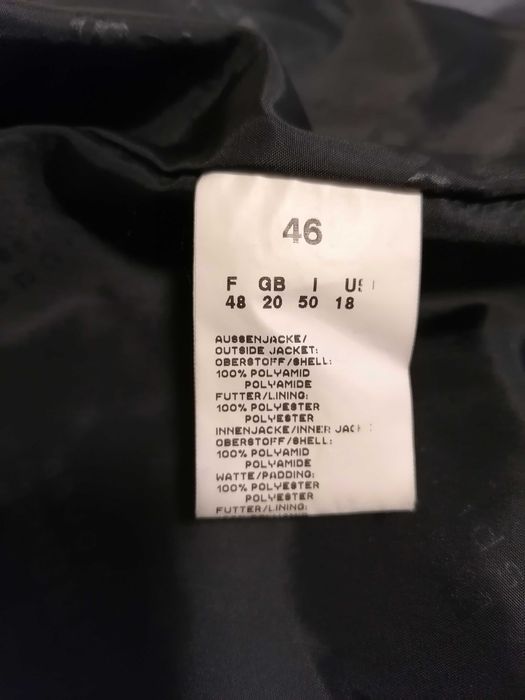 46
F GB I
48 20 50 18
AUSSENJACKE/
OUTSIDE JACKET:
OBERSTOFF/SHELL:
100% POLYAMID
POLYAMIDE
FUTTER/LINING:
100% POLYESTER
POLYESTER
INNENJACKE/INNER
OBERSTOFF/SHELL:
100% POLYAMID
POLYAMIDE
WATTE/PADDING:
100% POLYESTER
POLYESTER
FUTTER/LINING: